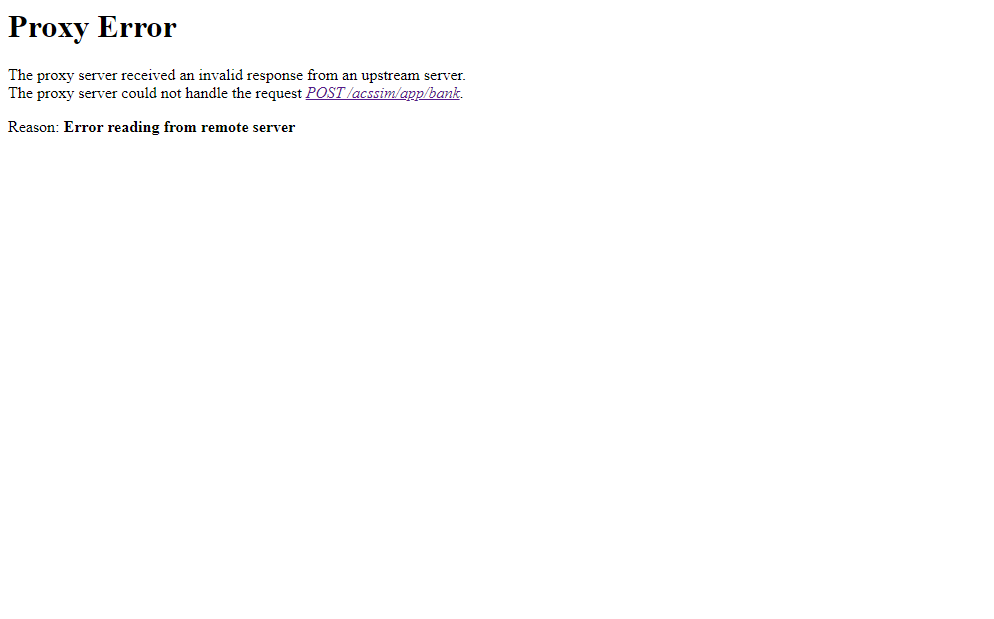 Proxy Error
The proxy server received an invalid response from an upstream server.
The proxy server could not handle the request POST /acssim/app/bank.
Reason: Error reading from remote server